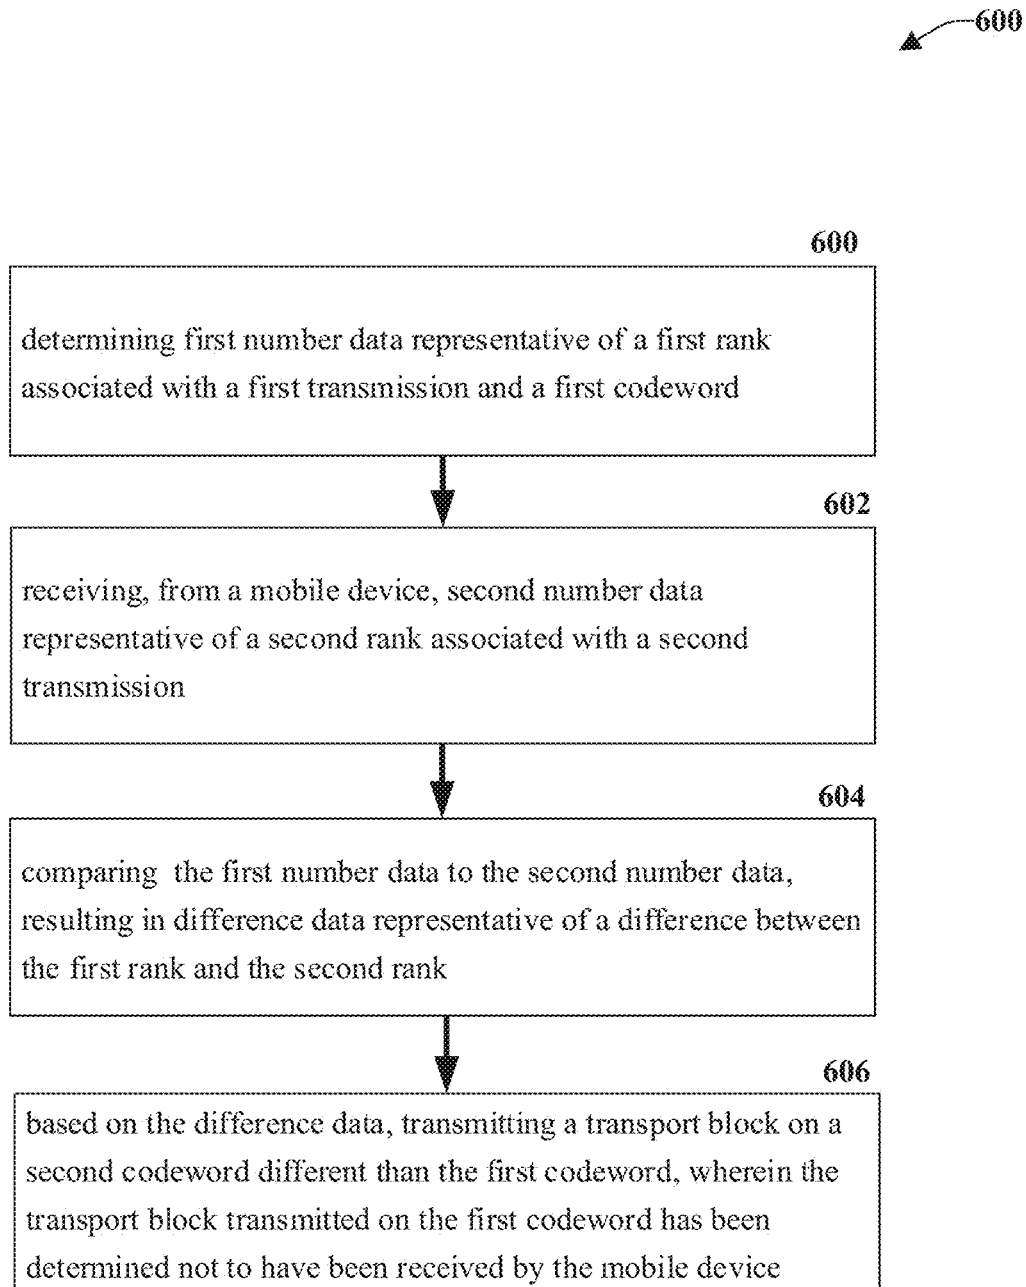 600
600
determining first number data representative of a first rank
associated with a first transmission and a first codeword
602
receiving, from a mobile device, second number data
representative of a second rank associated with a second
transmission
604
comparing the first number data to the second number data,
resulting in difference data representative of a difference between
the first rank and the second rank
606
based on the difference data, transmitting a transport block on a
second codeword different than the first codeword, wherein the
transport block transmitted on the first codeword has been
determined not to have been received by the mobile device